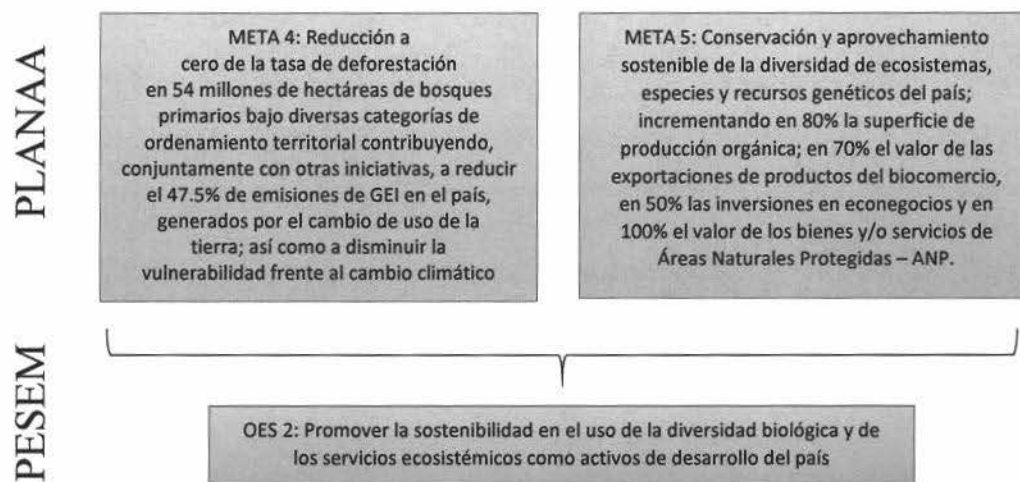 PLANAA
META 4: Reducción a
cero de la tasa de deforestación
en 54 millones de hectáreas de bosques
primarios bajo diversas categorías de
ordenamiento territorial contribuyendo,
conjuntamente con otras iniciativas, a reducir
el 47.5% de emisiones de GEI en el país,
generados por el cambio de uso de la
tierra; así como a disminuir la
vulnerabilidad frente al cambio climático
META 5: Conservación y aprovechamiento
sostenible de la diversidad de ecosistemas,
especies y recursos genéticos del país;
incrementando en 80% la superficie de
producción orgánica; en 70% el valor de las
exportaciones de productos del biocomercio,
en 50% las inversiones en econegocios y en
100% el valor de los bienes y/o servicios de
Áreas Naturales Protegidas – ANP.
PESEM
OES 2: Promover la sostenibilidad en el uso de la diversidad biológica y de
los servicios ecosistémicos como activos de desarrollo del país